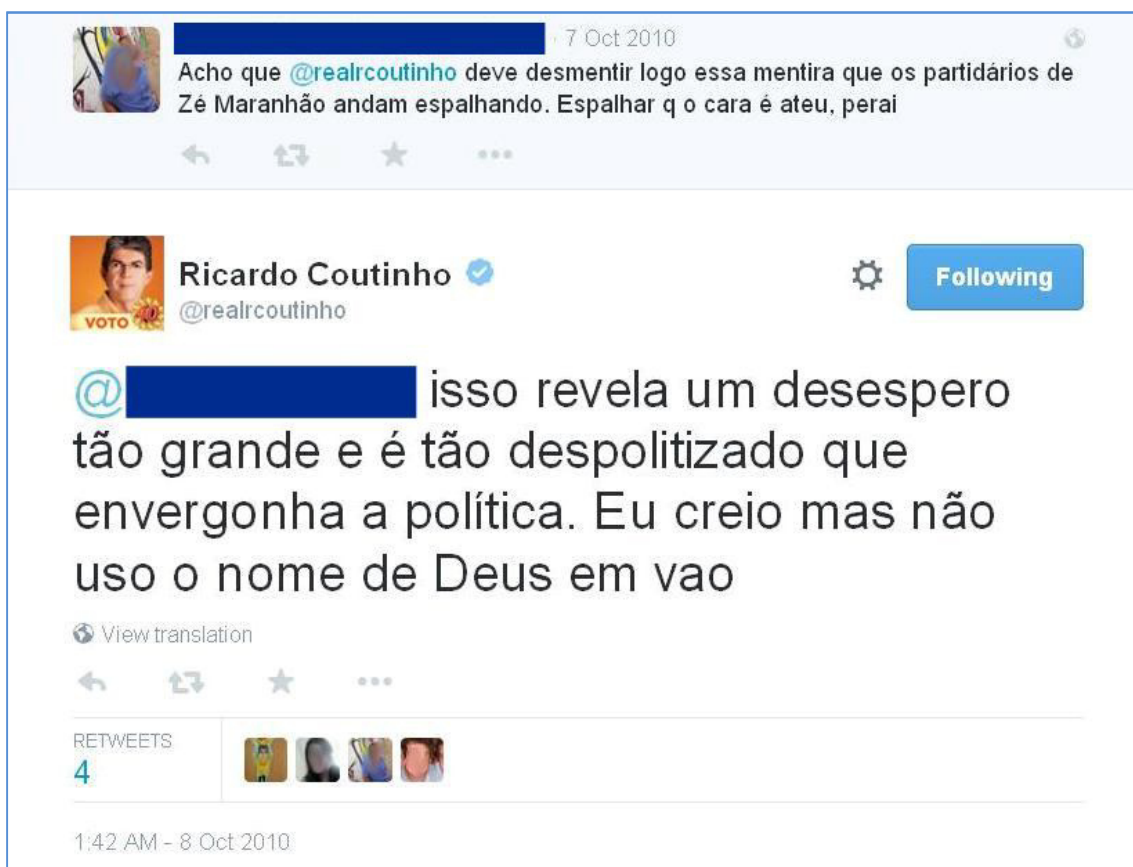 · 7 Oct 2010
Acho que @realrcoutinho deve desmentir logo essa mentira que os partidários de
Zé Maranhão andam espalhando. Espalhar q o cara é ateu, perai
Ricardo Coutinho
@realrcoutinho
Following
VOTO 40
@ isso revela um desespero
tão grande e é tão despolitizado que
envergonha a política. Eu creio mas não
uso o nome de Deus em vao
View translation
RETWEETS
4
1:42 AM - 8 Oct 2010